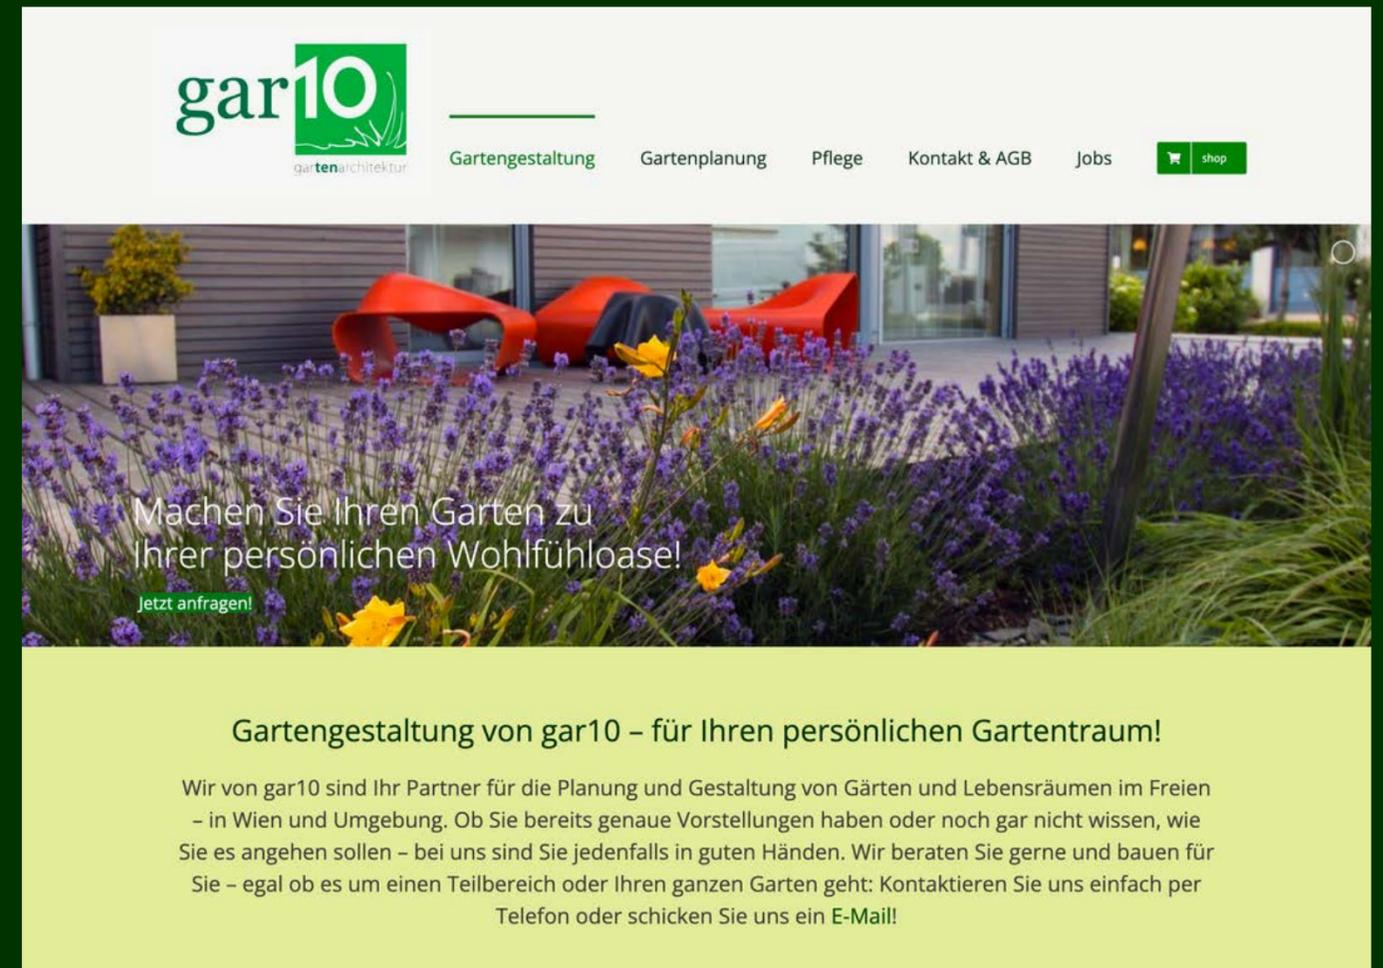 gar10
gartenarchitektur
Gartengestaltung Gartenplanung Pflege Kontakt & AGB Jobs shop
Machen Sie Ihren Garten zu
Ihrer persönlichen Wohlfühloase!
Jetzt anfragen!
Gartengestaltung von gar10 – für Ihren persönlichen Gartentraum!
Wir von gar10 sind Ihr Partner für die Planung und Gestaltung von Gärten und Lebensräumen im Freien
– in Wien und Umgebung. Ob Sie bereits genaue Vorstellungen haben oder noch gar nicht wissen, wie
Sie es angehen sollen – bei uns sind Sie jedenfalls in guten Händen. Wir beraten Sie gerne und bauen für
Sie – egal ob es um einen Teilbereich oder Ihren ganzen Garten geht: Kontaktieren Sie uns einfach per
Telefon oder schicken Sie uns ein E-Mail!